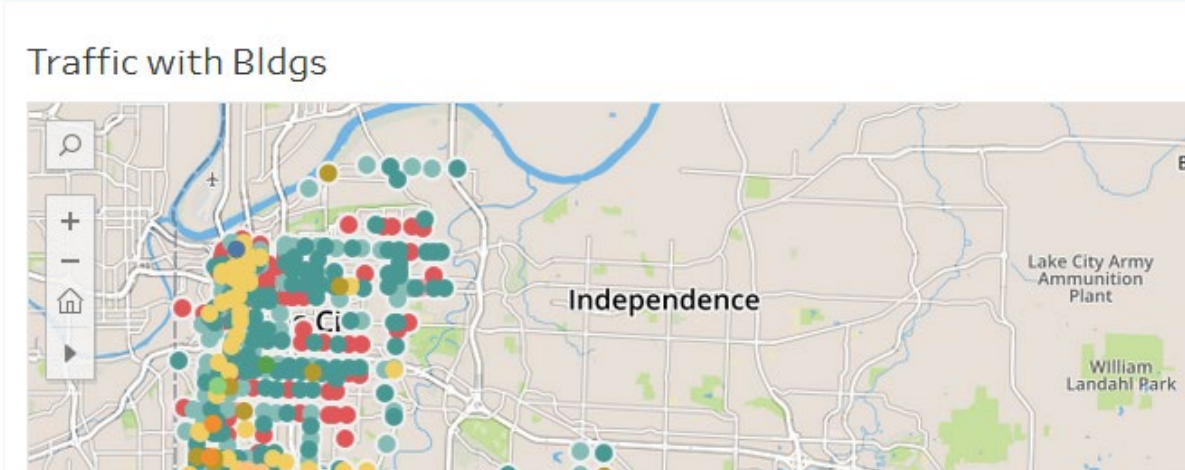 Traffic with Bldgs
Independence
Lake City Army
Ammunition
Plant
William
Landahl Park